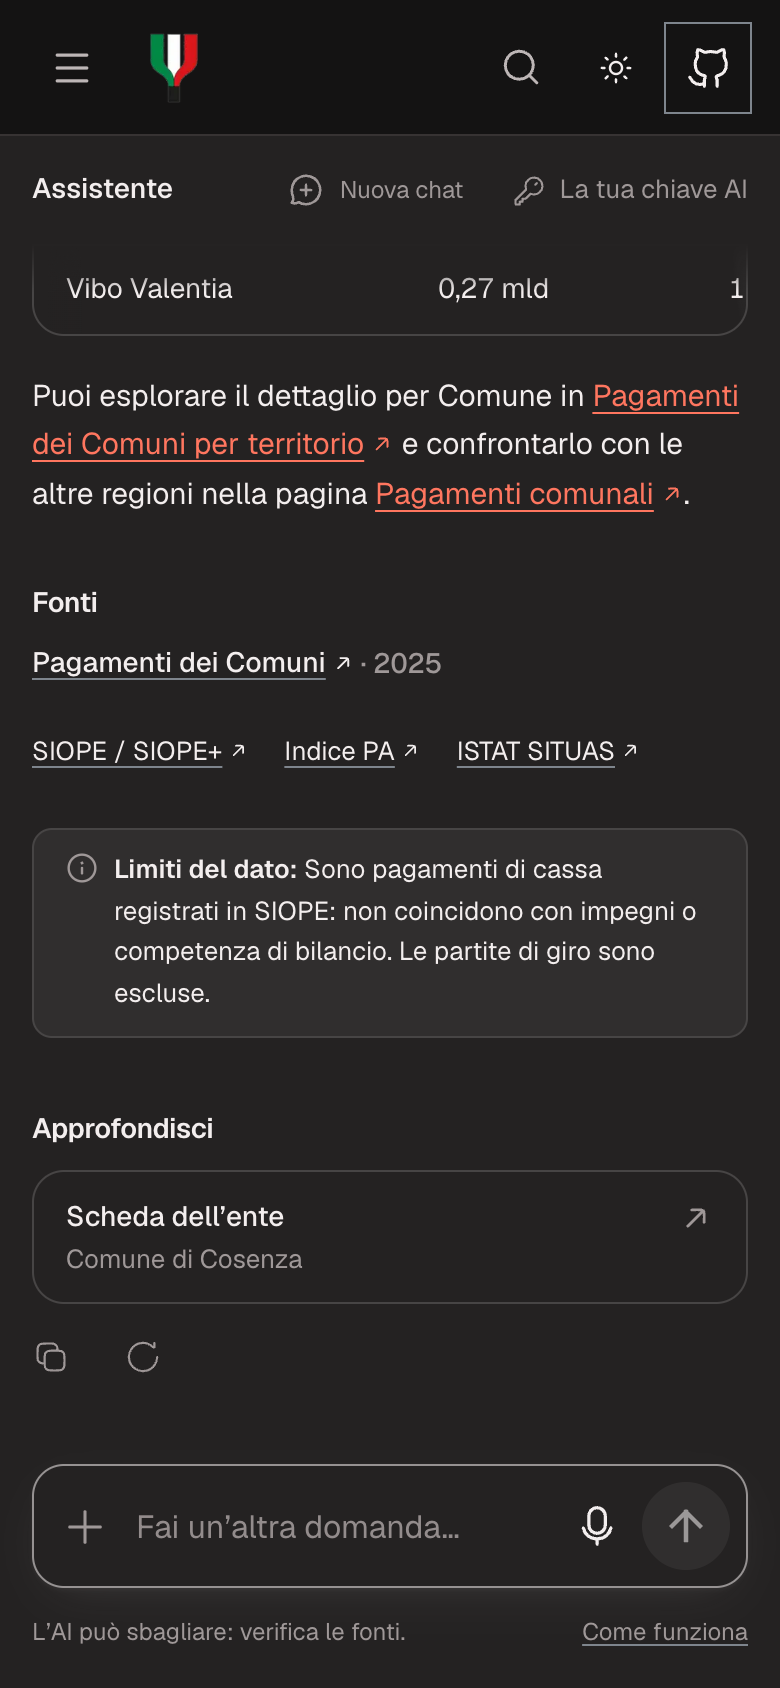 Assistente
Nuova chat
La tua chiave AI
Vibo Valentia 0,27 mld 1
Puoi esplorare il dettaglio per Comune in Pagamenti
dei Comuni per territorio ↗ e confrontarlo con le
altre regioni nella pagina Pagamenti comunali ↗.
Fonti
Pagamenti dei Comuni ↗ · 2025
SIOPE / SIOPE+ ↗ Indice PA ↗ ISTAT SITUAS ↗
Limiti del dato: Sono pagamenti di cassa
registrati in SIOPE: non coincidono con impegni o
competenza di bilancio. Le partite di giro sono
escluse.
Approfondisci
Scheda dell’ente
Comune di Cosenza
Fai un’altra domanda...
L’AI può sbagliare: verifica le fonti.
Come funziona